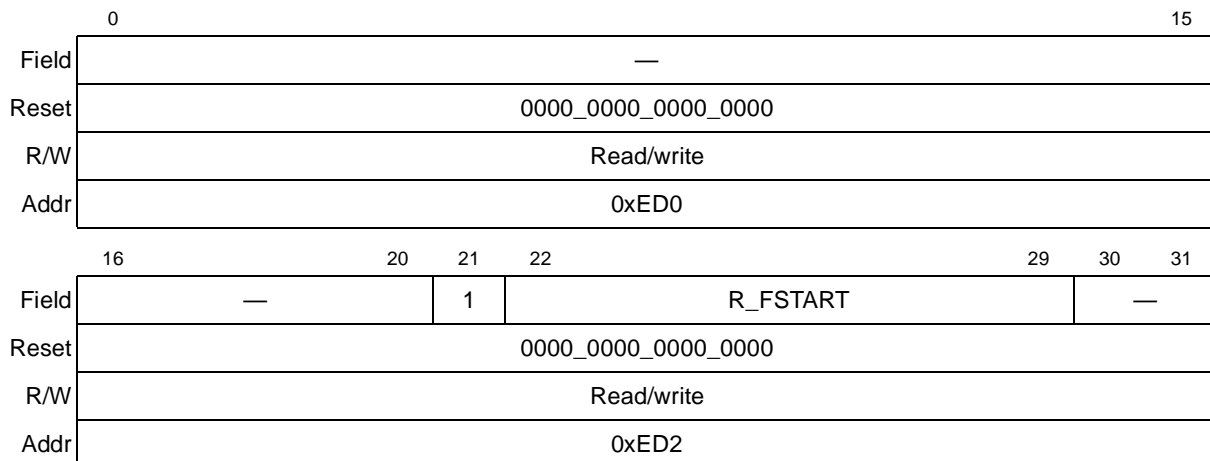 0 15
Field —
Reset 0000_0000_0000_0000
R/W Read/write
Addr 0xED0
16 20 21 22 29 30 31
Field — 1 R_FSTART —
Reset 0000_0000_0000_0000
R/W Read/write
Addr 0xED2